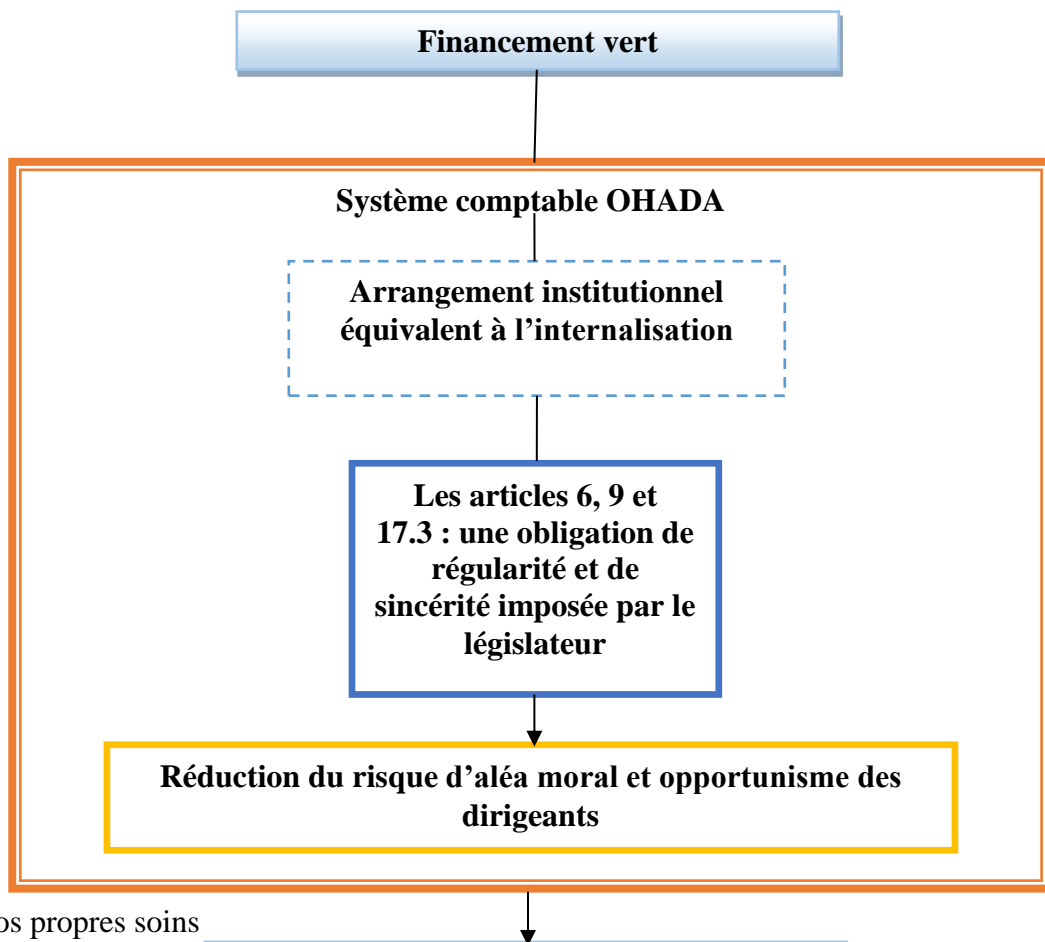 Financement vert
Système comptable OHADA
Arrangement institutionnel
équivalent à l'internalisation
Les articles 6, 9 et
17.3 : une obligation de
régularité et de
sincérité imposée par le
législateur
Réduction du risque d'aléa moral et opportunisme des
dirigeants
os propres soins